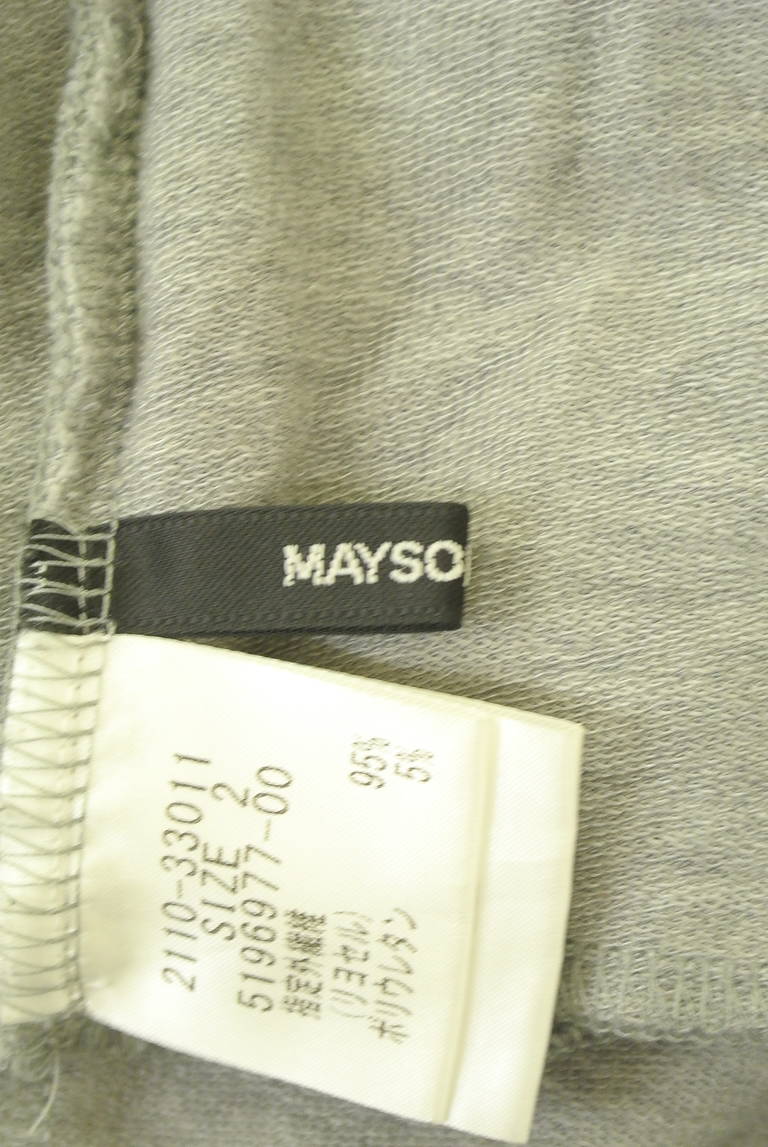 MAYSO
2110-33011
SIZE 2
5196977-00
指定外繊維
(リヨセル) 95%
ポリウレタン 5%